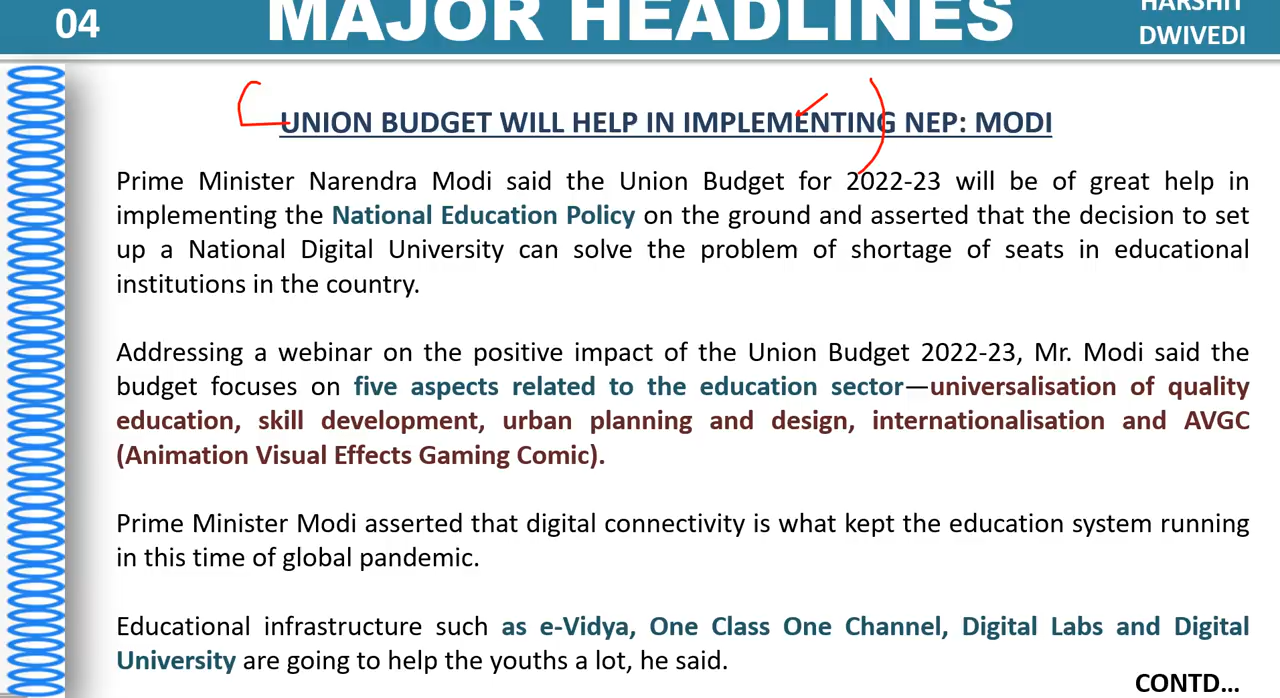 04
MAJOR HEADLINES
HARSHIT
DWIVEDI
UNION BUDGET WILL HELP IN IMPLEMENTING NEP: MODI
Prime Minister Narendra Modi said the Union Budget for 2022-23 will be of great help in
implementing the National Education Policy on the ground and asserted that the decision to set
up a National Digital University can solve the problem of shortage of seats in educational
institutions in the country.
Addressing a webinar on the positive impact of the Union Budget 2022-23, Mr. Modi said the
budget focuses on five aspects related to the education sector—universalisation of quality
education, skill development, urban planning and design, internationalisation and AVGC
(Animation Visual Effects Gaming Comic).
Prime Minister Modi asserted that digital connectivity is what kept the education system running
in this time of global pandemic.
Educational infrastructure such as e-Vidya, One Class One Channel, Digital Labs and Digital
University are going to help the youths a lot, he said.
CONTD...